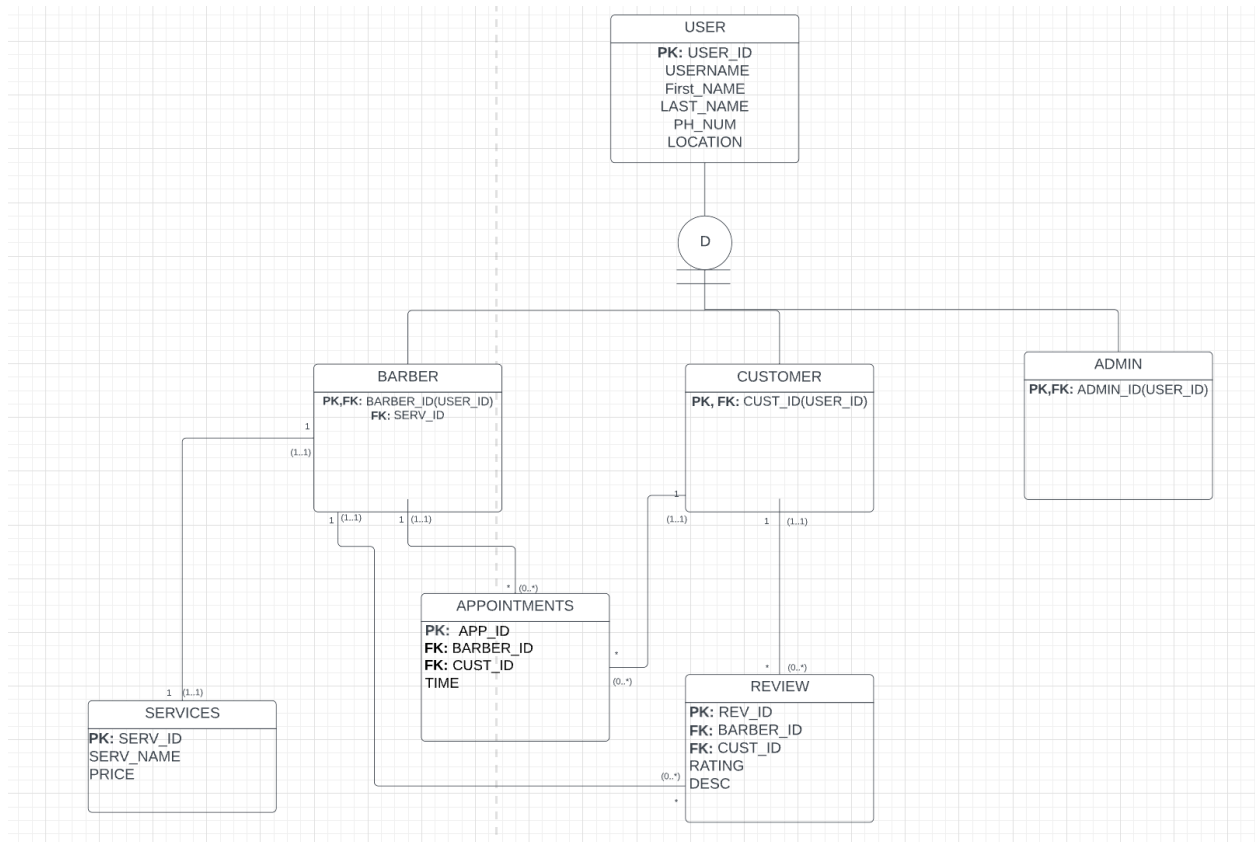 USER
PK: USER_ID
USERNAME
First_NAME
LAST_NAME
PH_NUM
LOCATION
D
BARBER
PK,FK: BARBER_ID(USER_ID)
FK: SERV_ID
CUSTOMER
PK, FK: CUST_ID(USER_ID)
ADMIN
PK,FK: ADMIN_ID(USER_ID)
1
(1..1)
1
(1..1)
1
(1..1)
1
(1..1)
1
(1..1)
*
(0..*)
APPOINTMENTS
PK: APP_ID
FK: BARBER_ID
FK: CUST_ID
TIME
*
(0..*)
*
(0..*)
REVIEW
PK: REV_ID
FK: BARBER_ID
FK: CUST_ID
RATING
DESC
(0..*)
*
1
(1..1)
SERVICES
PK: SERV_ID
SERV_NAME
PRICE